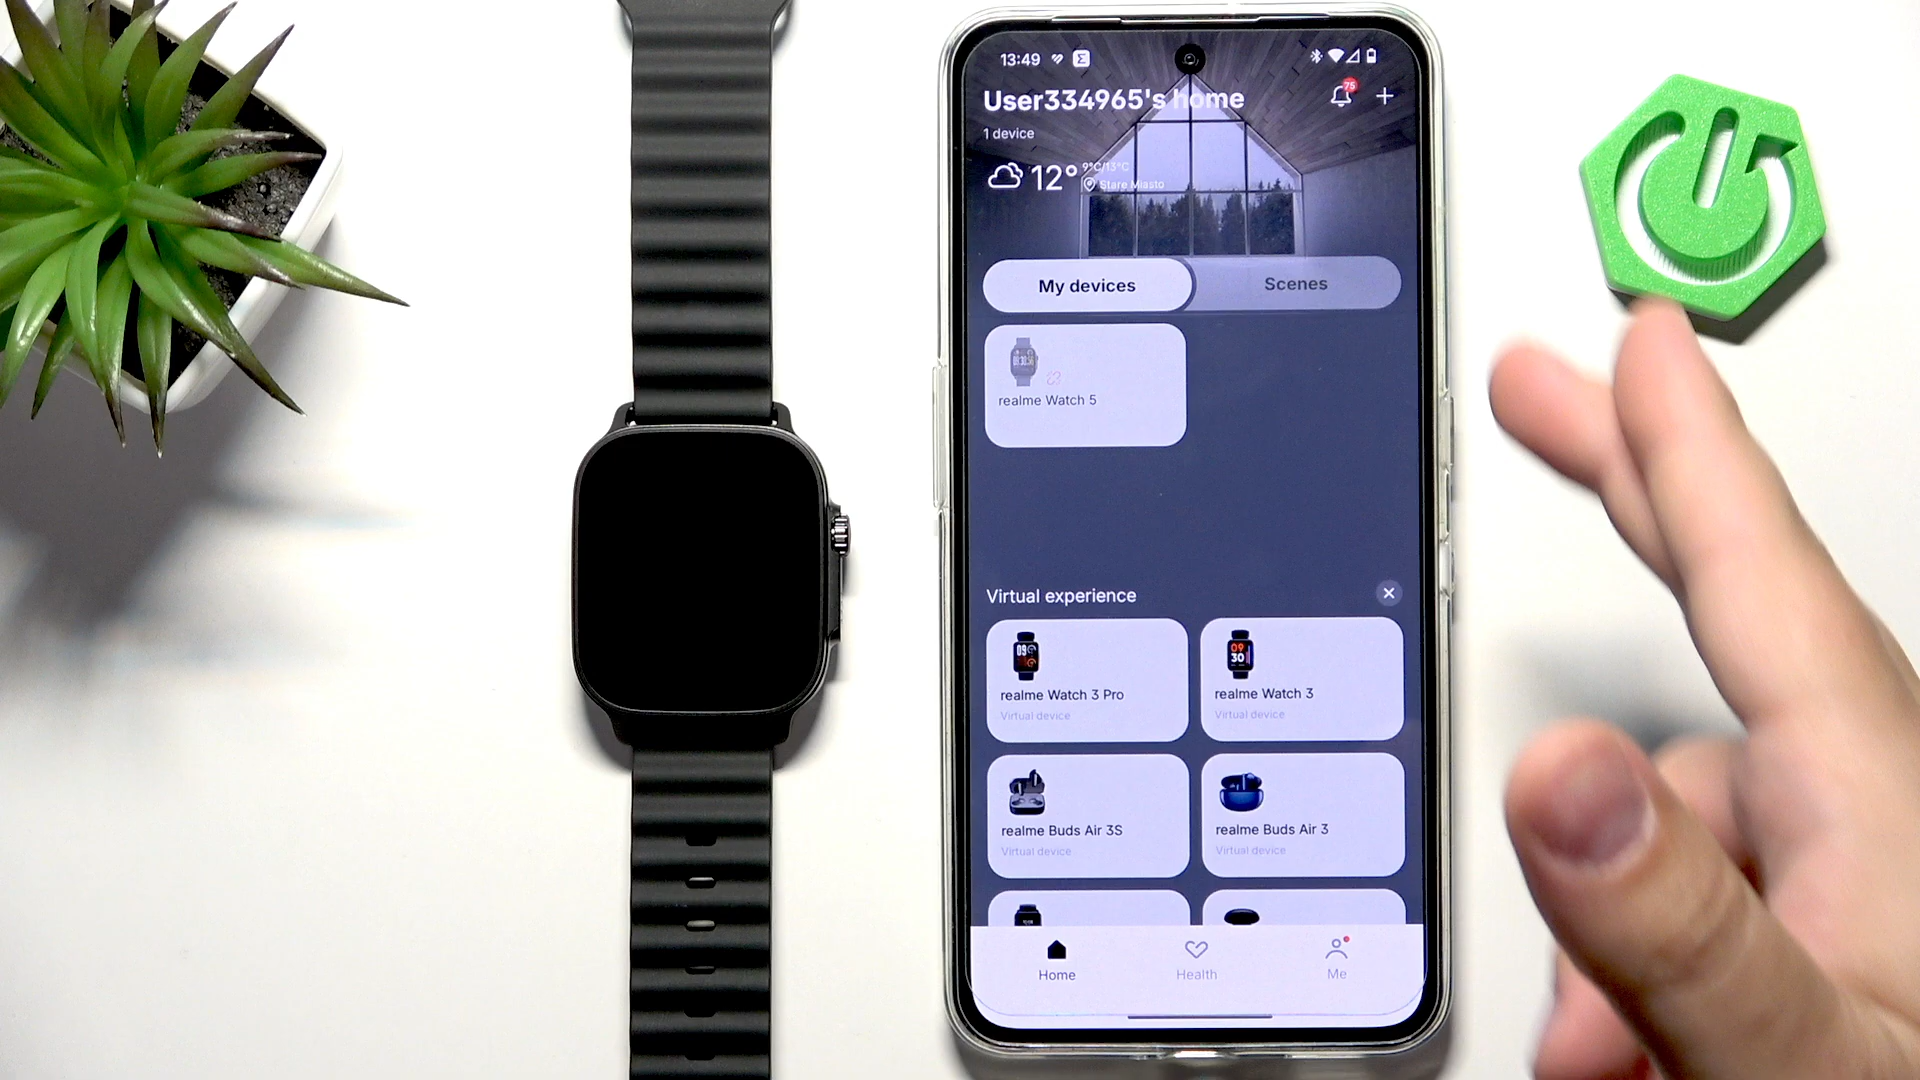 13:49
User334965's home
75
1 device
12° 9°C/13°C
Stare Miasto
My devices
Scenes
realme Watch 5
Virtual experience
realme Watch 3 Pro
Virtual device
realme Watch 3
Virtual device
realme Buds Air 3S
Virtual device
realme Buds Air 3
Virtual device
Home
Health
Me